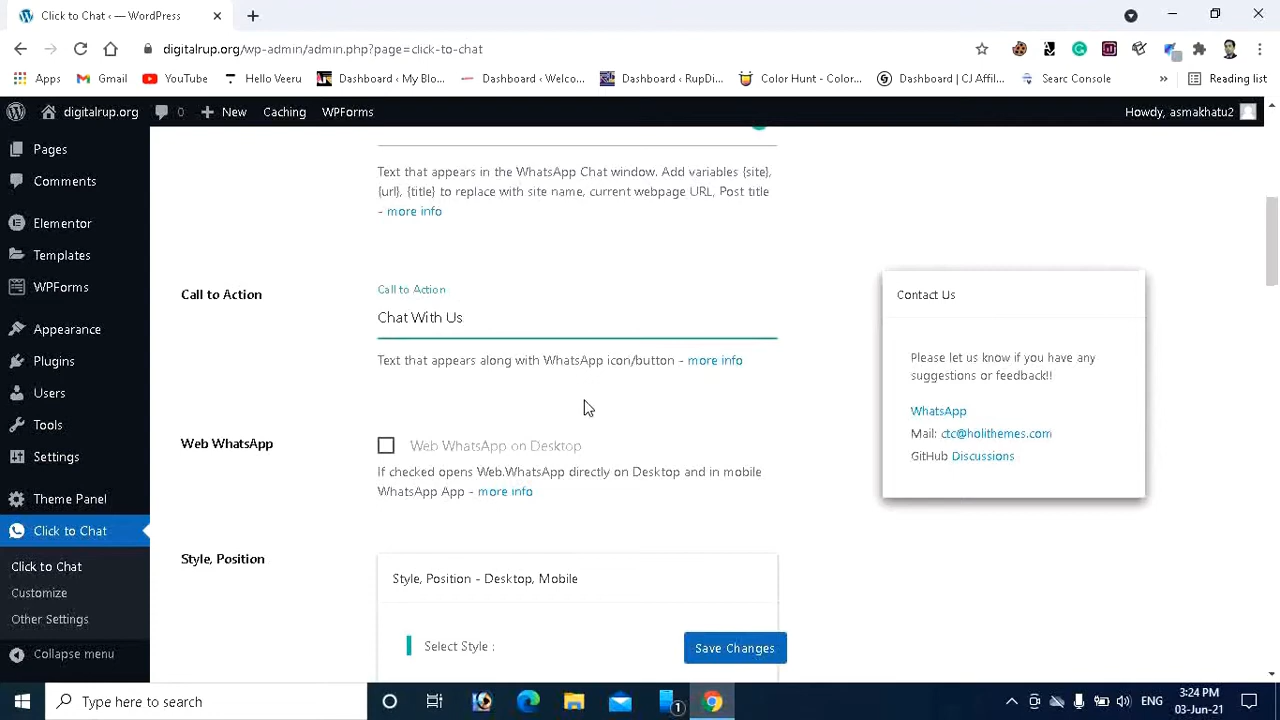 Click to Chat ‹ — WordPress
digitalrup.org/wp-admin/admin.php?page=click-to-chat
Apps
Gmail
YouTube
Hello Veeru
Dashboard ‹ My Blo...
Dashboard ‹ Welco...
Dashboard ‹ RupDi...
Color Hunt - Color...
Dashboard | CJ Affil...
Searc Console
»
Reading list
digitalrup.org
0
New
Caching
WPForms
Howdy, asmakhatu2
Pages
Comments
Elementor
Templates
WPForms
Appearance
Plugins
Users
Tools
Settings
Theme Panel
Click to Chat
Click to Chat
Customize
Other Settings
Collapse menu
Text that appears in the WhatsApp Chat window. Add variables {site},
{url}, {title} to replace with site name, current webpage URL, Post title
- more info
Call to Action
Call to Action
Chat With Us
Text that appears along with WhatsApp icon/button - more info
Web WhatsApp
Web WhatsApp on Desktop
If checked opens Web.WhatsApp directly on Desktop and in mobile
WhatsApp App - more info
Style, Position
Style, Position - Desktop, Mobile
Select Style :
Save Changes
Contact Us
Please let us know if you have any
suggestions or feedback!!
WhatsApp
Mail: ctc@holithemes.com
GitHub Discussions
Type here to search
1
ENG
3:24 PM
03-Jun-21